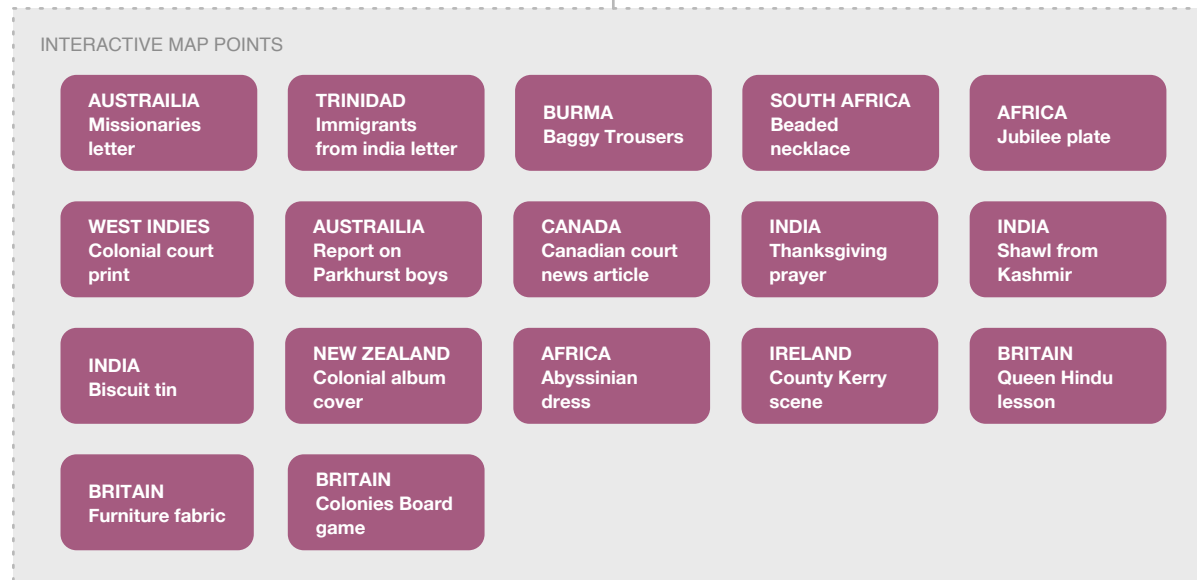 INTERACTIVE MAP POINTS
AUSTRAILIA
Missionaries
letter
TRINIDAD
Immigrants
from india letter
BURMA
Baggy Trousers
SOUTH AFRICA
Beaded
necklace
AFRICA
Jubilee plate
WEST INDIES
Colonial court
print
AUSTRAILIA
Report on
Parkhurst boys
CANADA
Canadian court
news article
INDIA
Thanksgiving
prayer
INDIA
Shawl from
Kashmir
INDIA
Biscuit tin
NEW ZEALAND
Colonial album
cover
AFRICA
Abyssinian
dress
IRELAND
County Kerry
scene
BRITAIN
Queen Hindu
lesson
BRITAIN
Furniture fabric
BRITAIN
Colonies Board
game